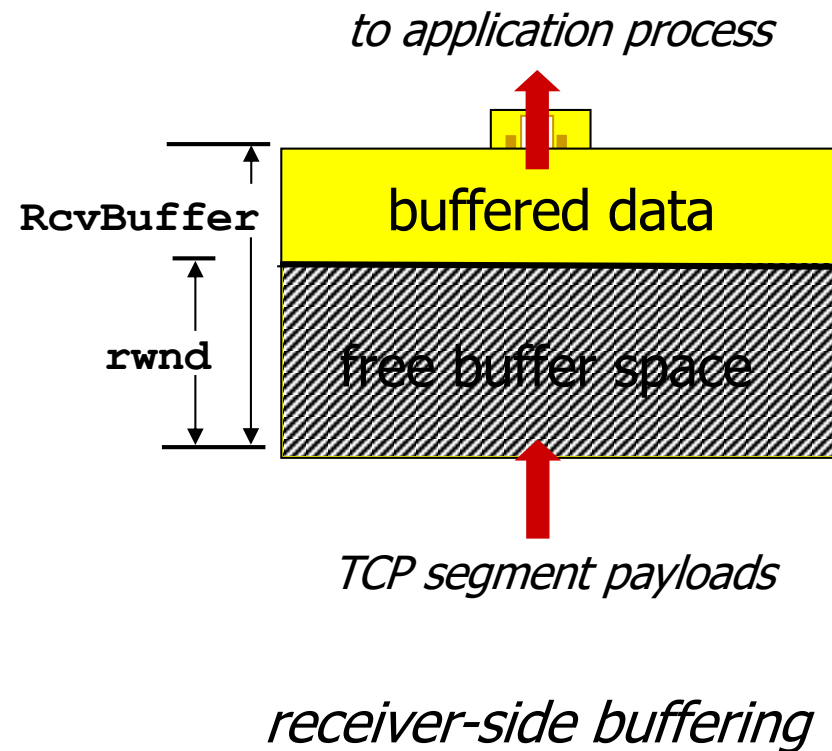 to application process
RcvBuffer
buffered data
rwnd
free buffer space
TCP segment payloads
receiver-side buffering